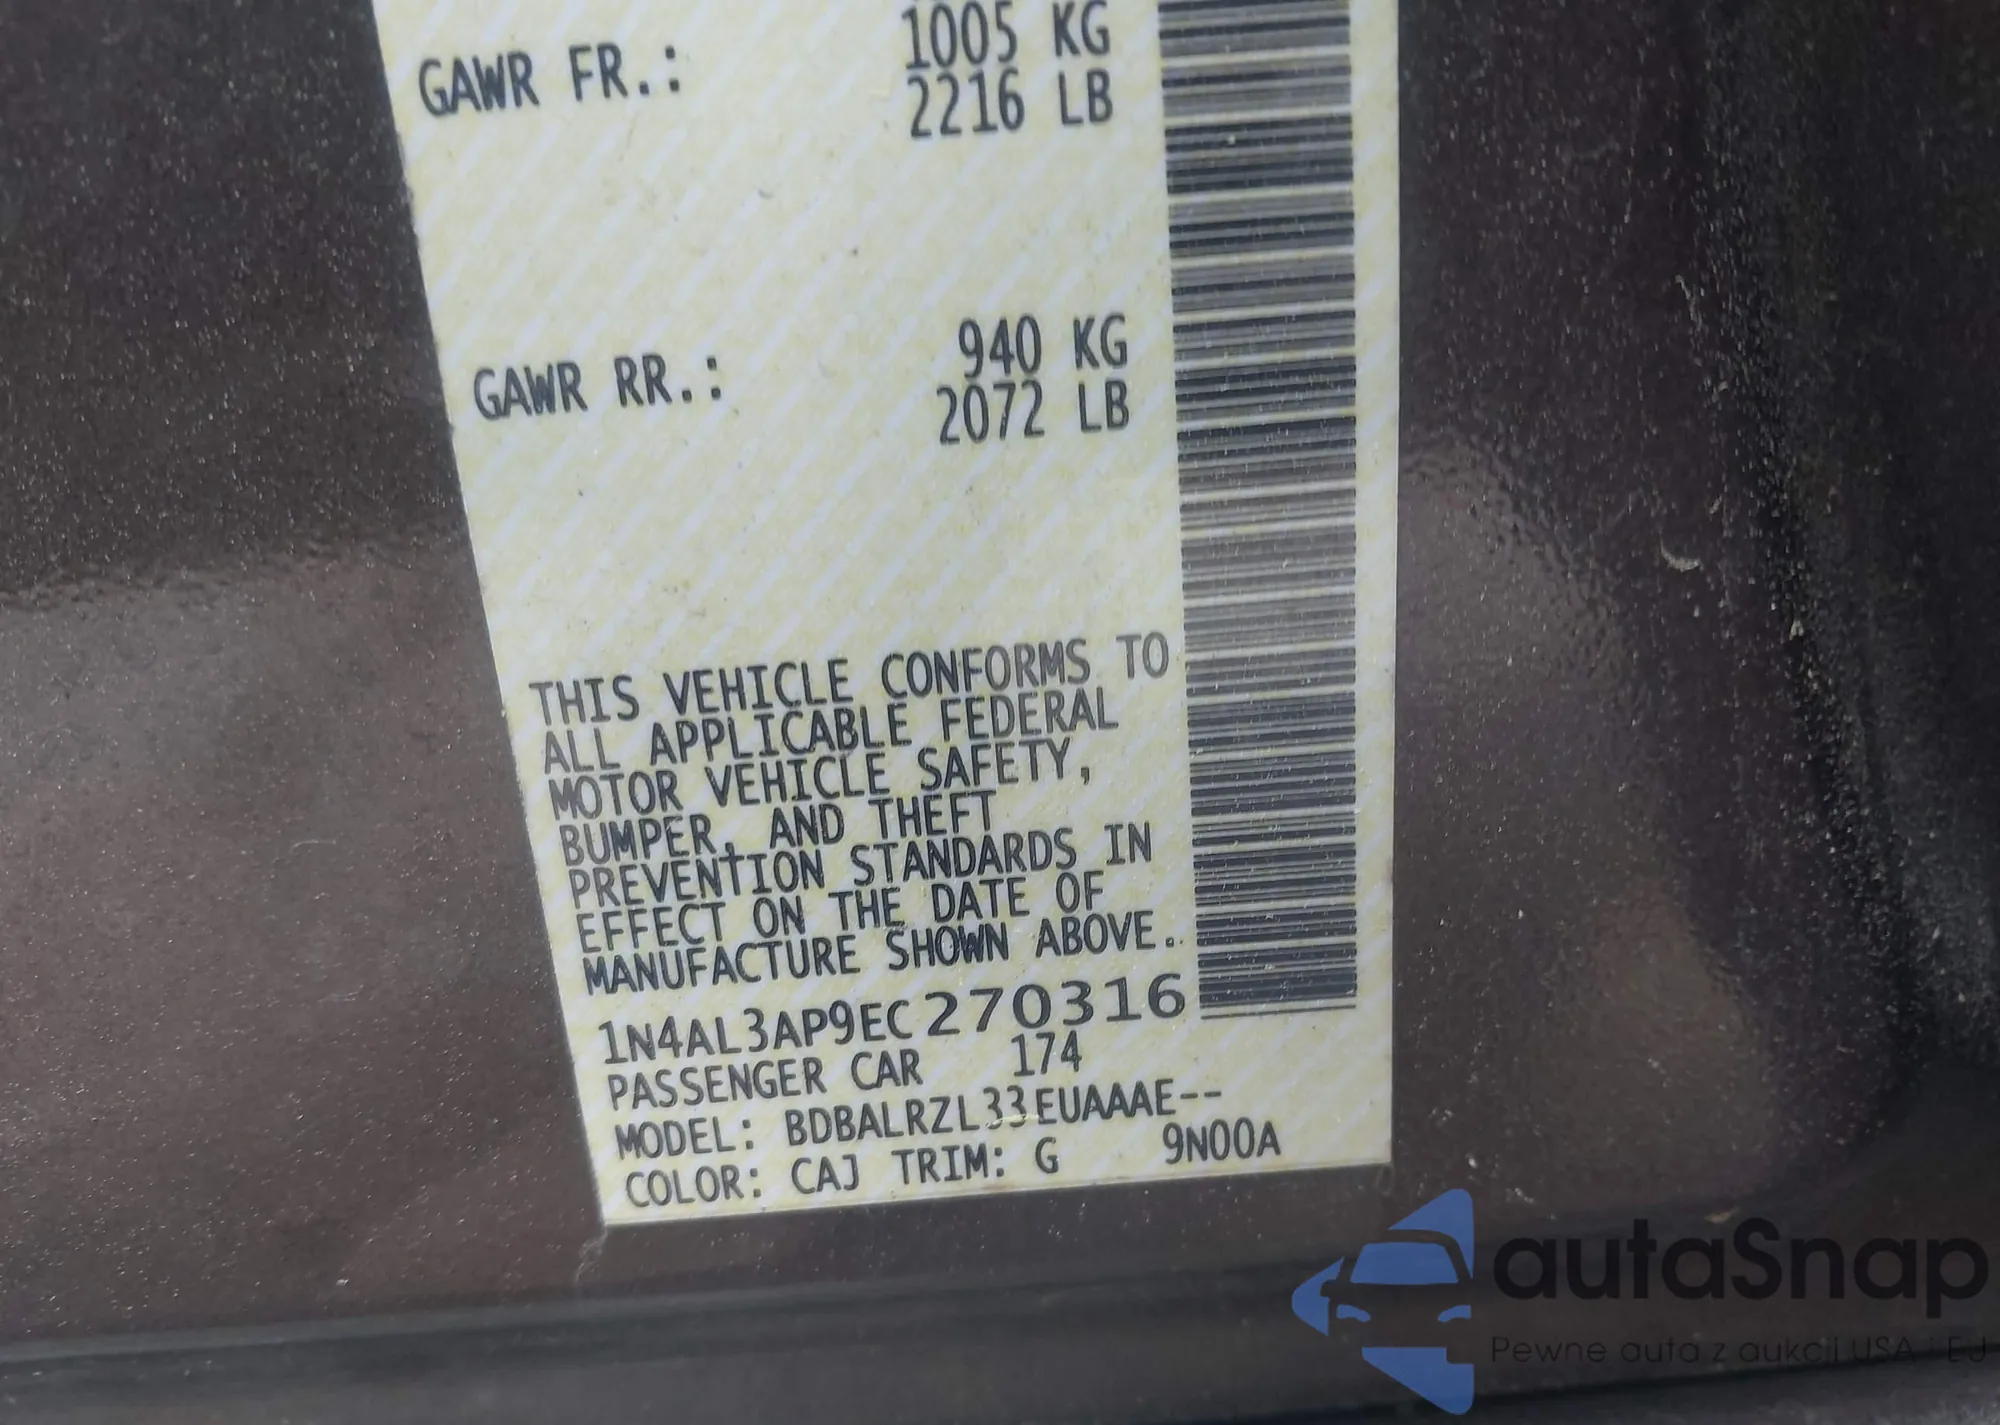 GAWR FR.: 1005 KG
2216 LB
GAWR RR.: 940 KG
2072 LB
THIS VEHICLE CONFORMS TO
ALL APPLICABLE FEDERAL
MOTOR VEHICLE SAFETY,
BUMPER, AND THEFT
PREVENTION STANDARDS IN
EFFECT ON THE DATE OF
MANUFACTURE SHOWN ABOVE.
1N4AL3AP9EC270316
PASSENGER CAR 174
MODEL: BDBALRZL33EUAAAE--
COLOR: CAJ TRIM: G 9N00A
autaSnap
Pewne auta z aukcji USA i EU